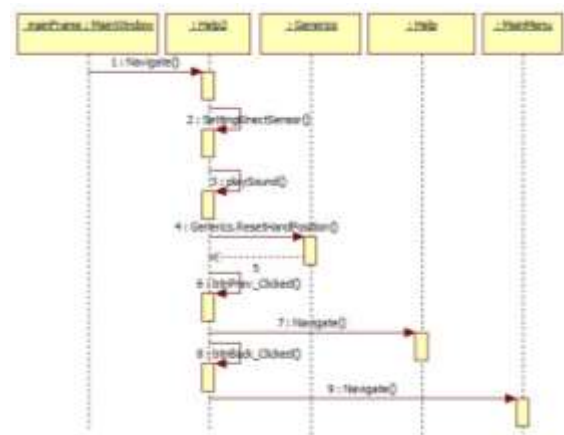 mainFrame : MainWindow
: Help2
: Generics
: Help
: MainMenu
1 : Navigate()
2 : SettingKinectSensor()
3 : playSound()
4 : Generics.ResetHandPosition()
5
6 : btnPrev_Clicked()
7 : Navigate()
8 : btnBack_Clicked()
9 : Navigate()